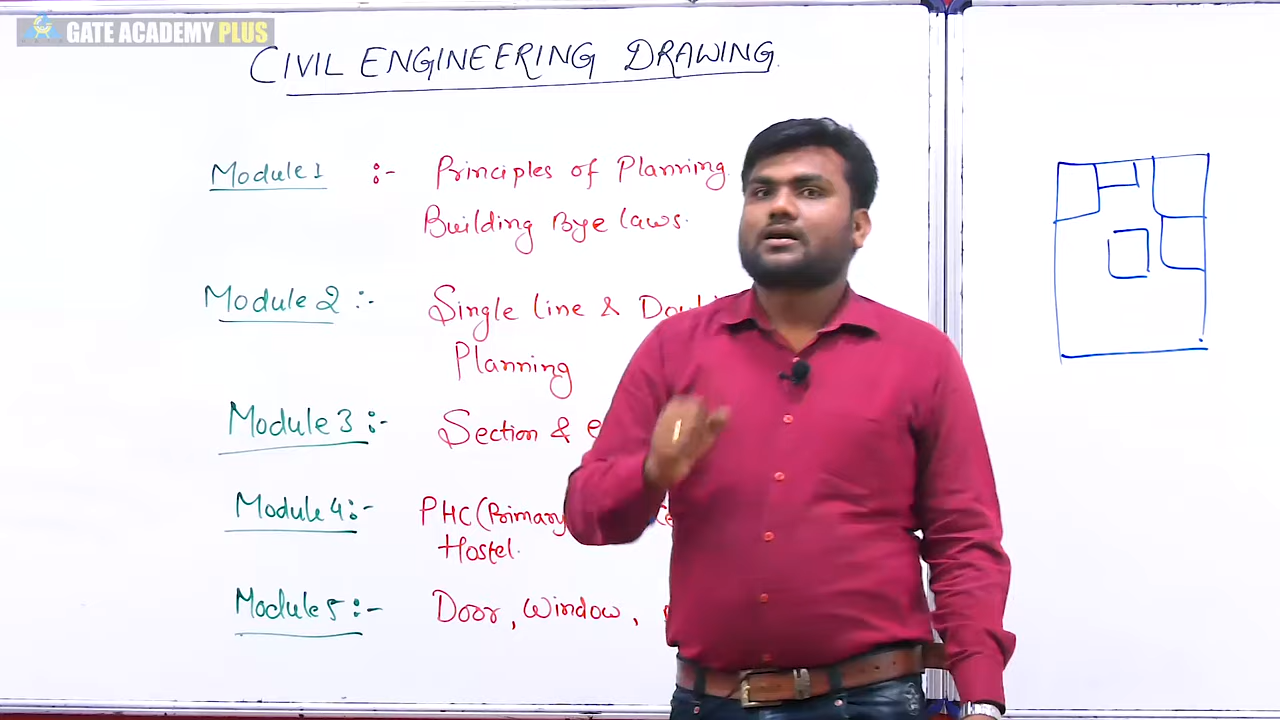 GATE ACADEMY PLUS
CIVIL ENGINEERING DRAWING
Module 1 :- Principles of Planning.
Building Bye laws.
Module 2 :- Single line &
Planning
Module 3 :- Section &
Module 4 :- PHC (Primary
Hostel.
Module 5 :- Door, Window,